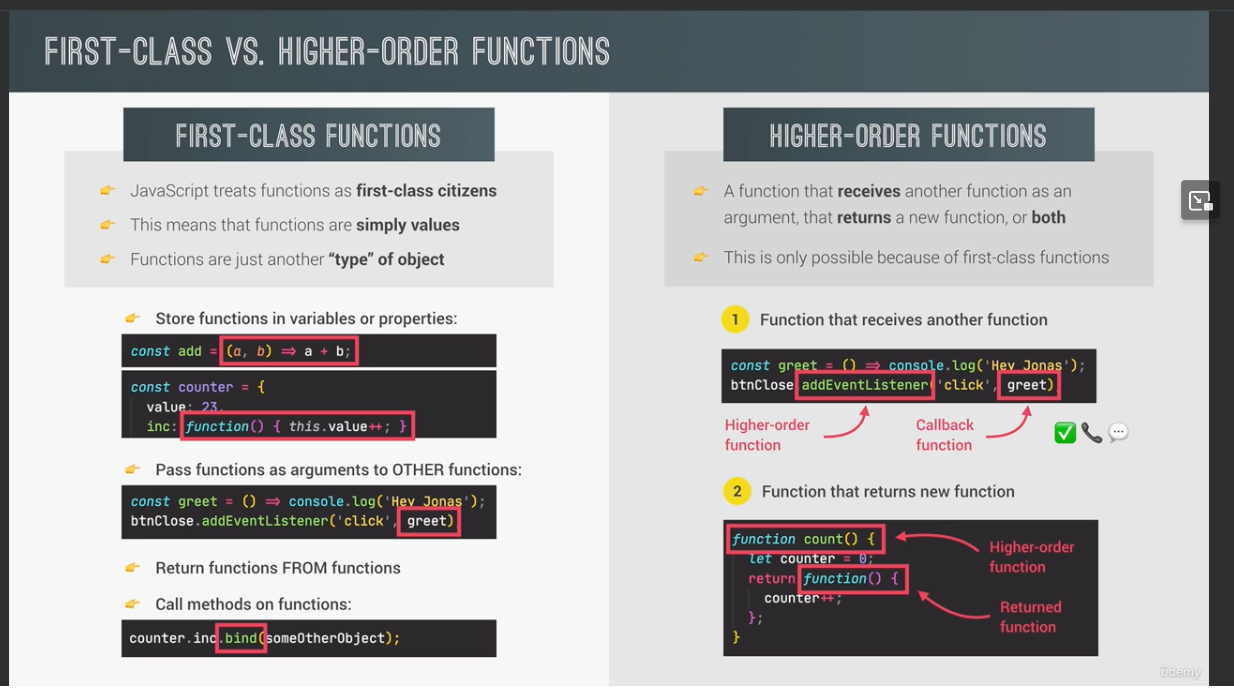 FIRST-CLASS VS. HIGHER-ORDER FUNCTIONS
FIRST-CLASS FUNCTIONS
JavaScript treats functions as first-class citizens
This means that functions are simply values
Functions are just another “type” of object
Store functions in variables or properties:
const add = (a, b) => a + b;
const counter = {
value: 23,
inc: function() { this.value++; }
Pass functions as arguments to OTHER functions:
const greet = () => console.log('Hey Jonas');
btnClose.addEventListener('click', greet)
Return functions FROM functions
Call methods on functions:
counter.inc.bind(someOtherObject);
HIGHER-ORDER FUNCTIONS
A function that receives another function as an
argument, that returns a new function, or both
This is only possible because of first-class functions
1 Function that receives another function
const greet = () => console.log('Hey Jonas');
btnClose.addEventListener('click', greet)
Higher-order
function
Callback
function
2 Function that returns new function
function count() {
let counter = 0;
return function() {
counter++;
};
}
Higher-order
function
Returned
function
ûdemy